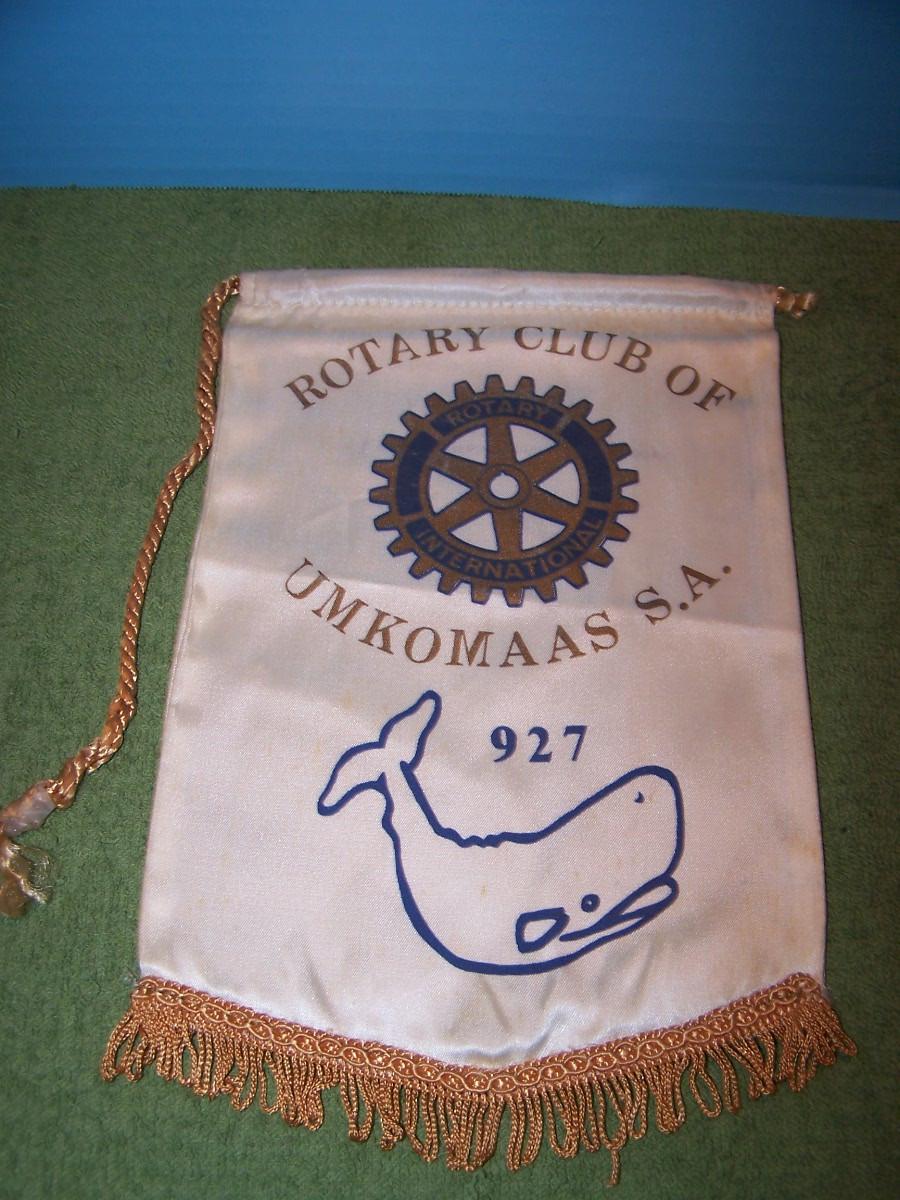 ROTARY CLUB OF
ROTARY
INTERNATIONAL
UMKOMAAS S.A.
927